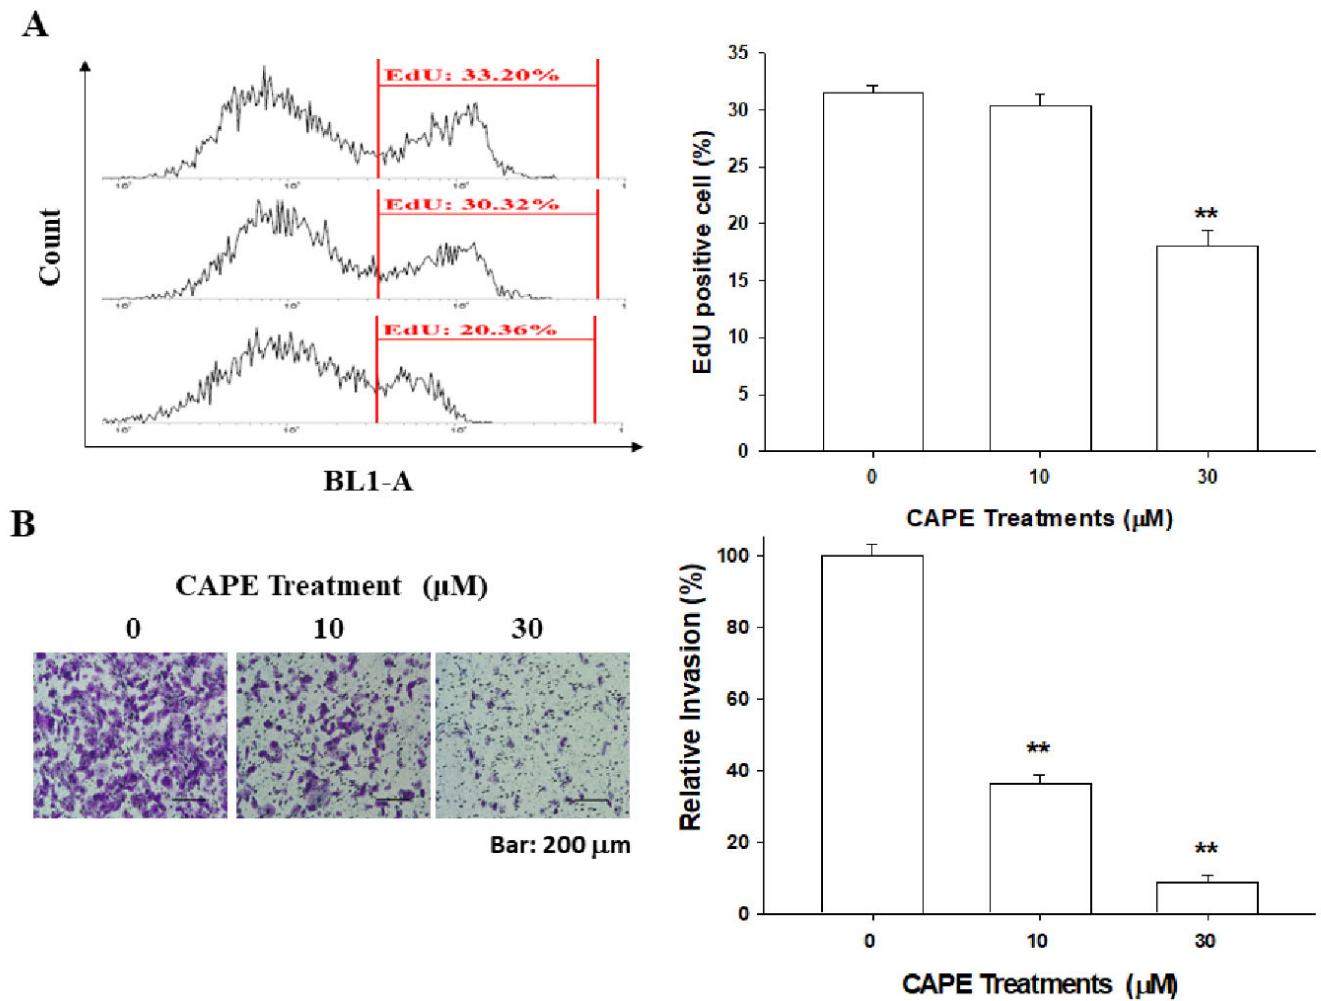 A
EdU: 33.20%
EdU: 30.32%
EdU: 20.36%
Count
BL1-A
35
30
25
20
15
10
5
0
EdU positive cell (%)
**
0 10 30
CAPE Treatments (μM)
B
CAPE Treatment (μM)
0 10 30
Bar: 200 μm
100
80
60
40
20
0
Relative Invasion (%)
**
**
0 10 30
CAPE Treatments (μM)